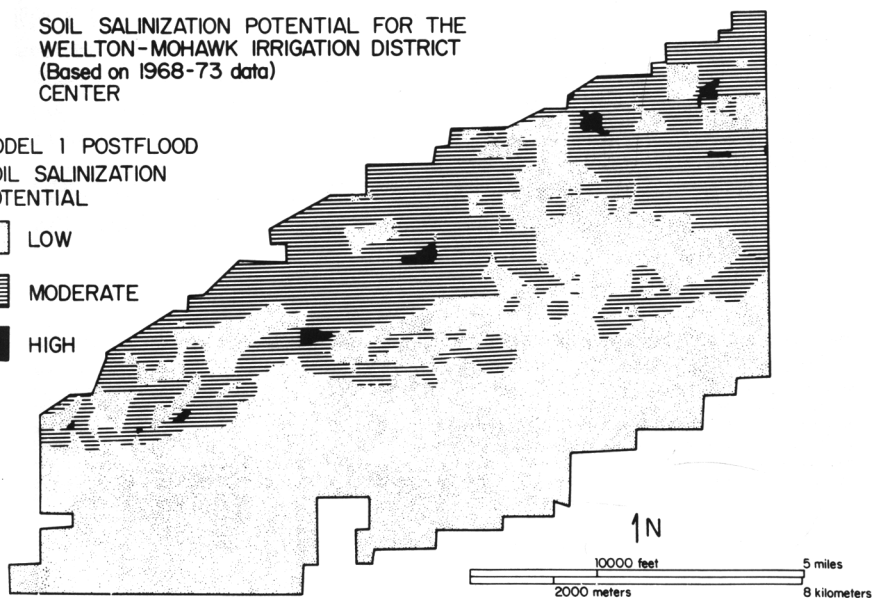 SOIL SALINIZATION POTENTIAL FOR THE
WELLTON-MOHAWK IRRIGATION DISTRICT
(Based on 1968-73 data)
CENTER
ODEL 1 POSTFLOOD
OIL SALINIZATION
OTENTIAL
LOW
MODERATE
HIGH
N
10000 feet 5 miles
2000 meters 8 kilometers